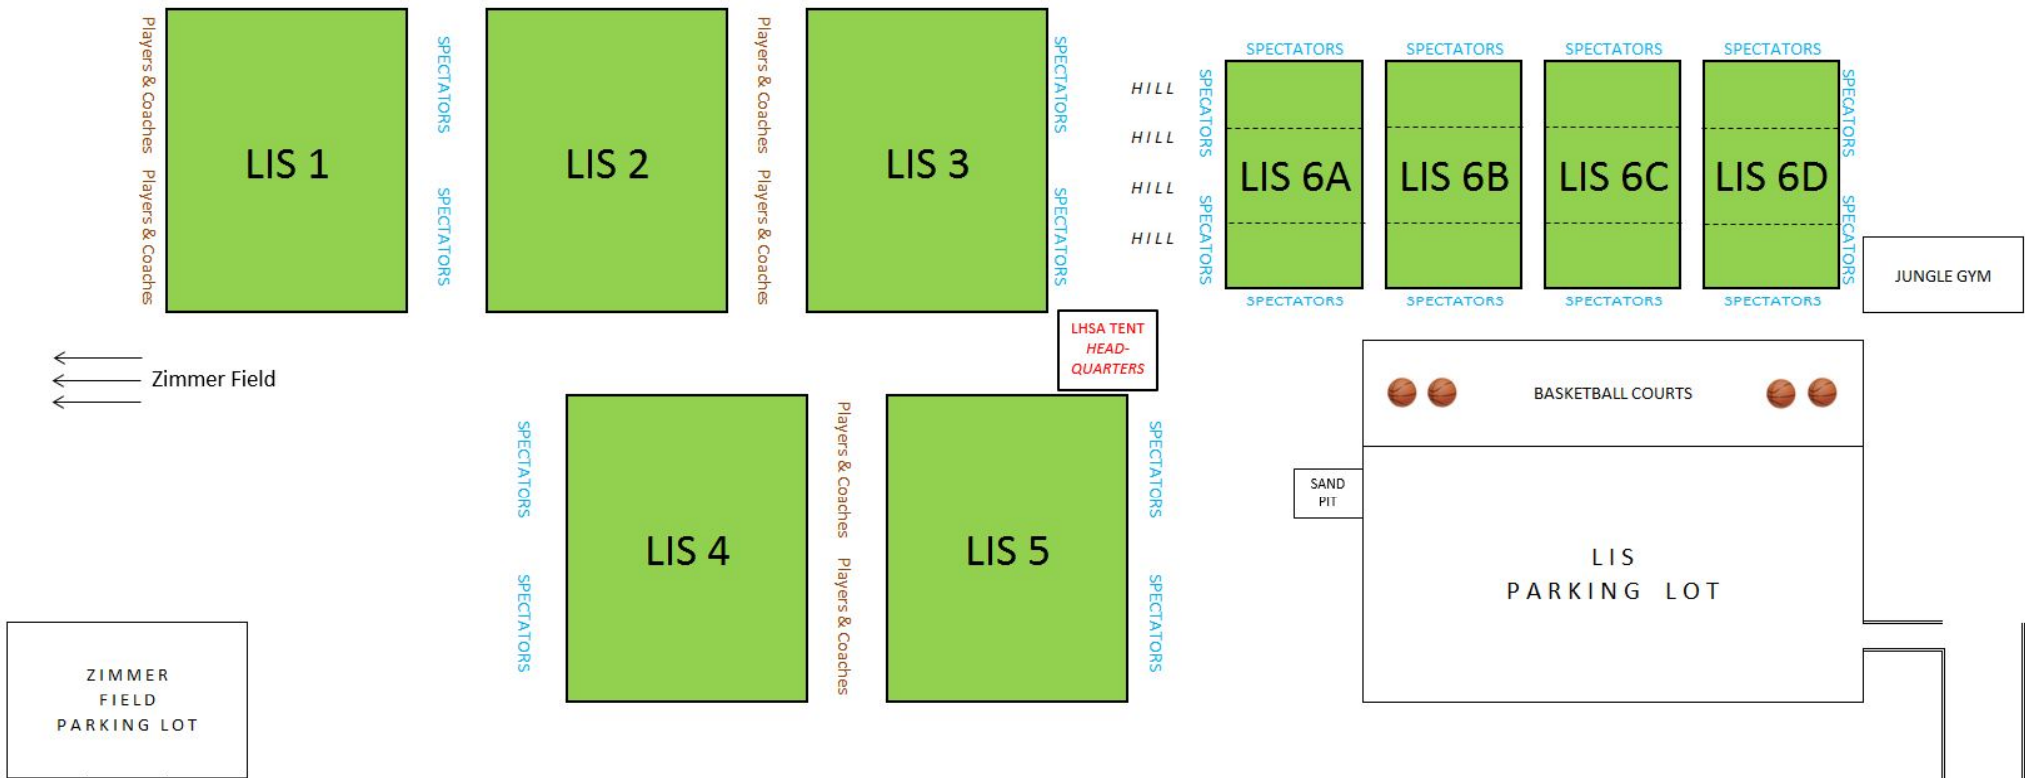 Players & Coaches Players & Coaches
LIS 1
SPECTATORS SPECTATORS
LIS 2
Players & Coaches Players & Coaches
LIS 3
SPECTATORS SPECTATORS
HILL
HILL
HILL
HILL
SPECATORS SPECATORS
SPECTATORS SPECTATORS SPECTATORS SPECTATORS
LIS 6A LIS 6B LIS 6C LIS 6D
SPECTATORS SPECTATORS SPECTATORS SPECTATORS
SPECATORS SPECATORS
JUNGLE GYM
LHSA TENT
HEAD-
QUARTERS
Zimmer Field
BASKETBALL COURTS
SPECTATORS SPECTATORS
LIS 4
Players & Coaches Players & Coaches
LIS 5
SPECTATORS SPECTATORS
SAND
PIT
LIS
PARKING LOT
ZIMMER
FIELD
PARKING LOT